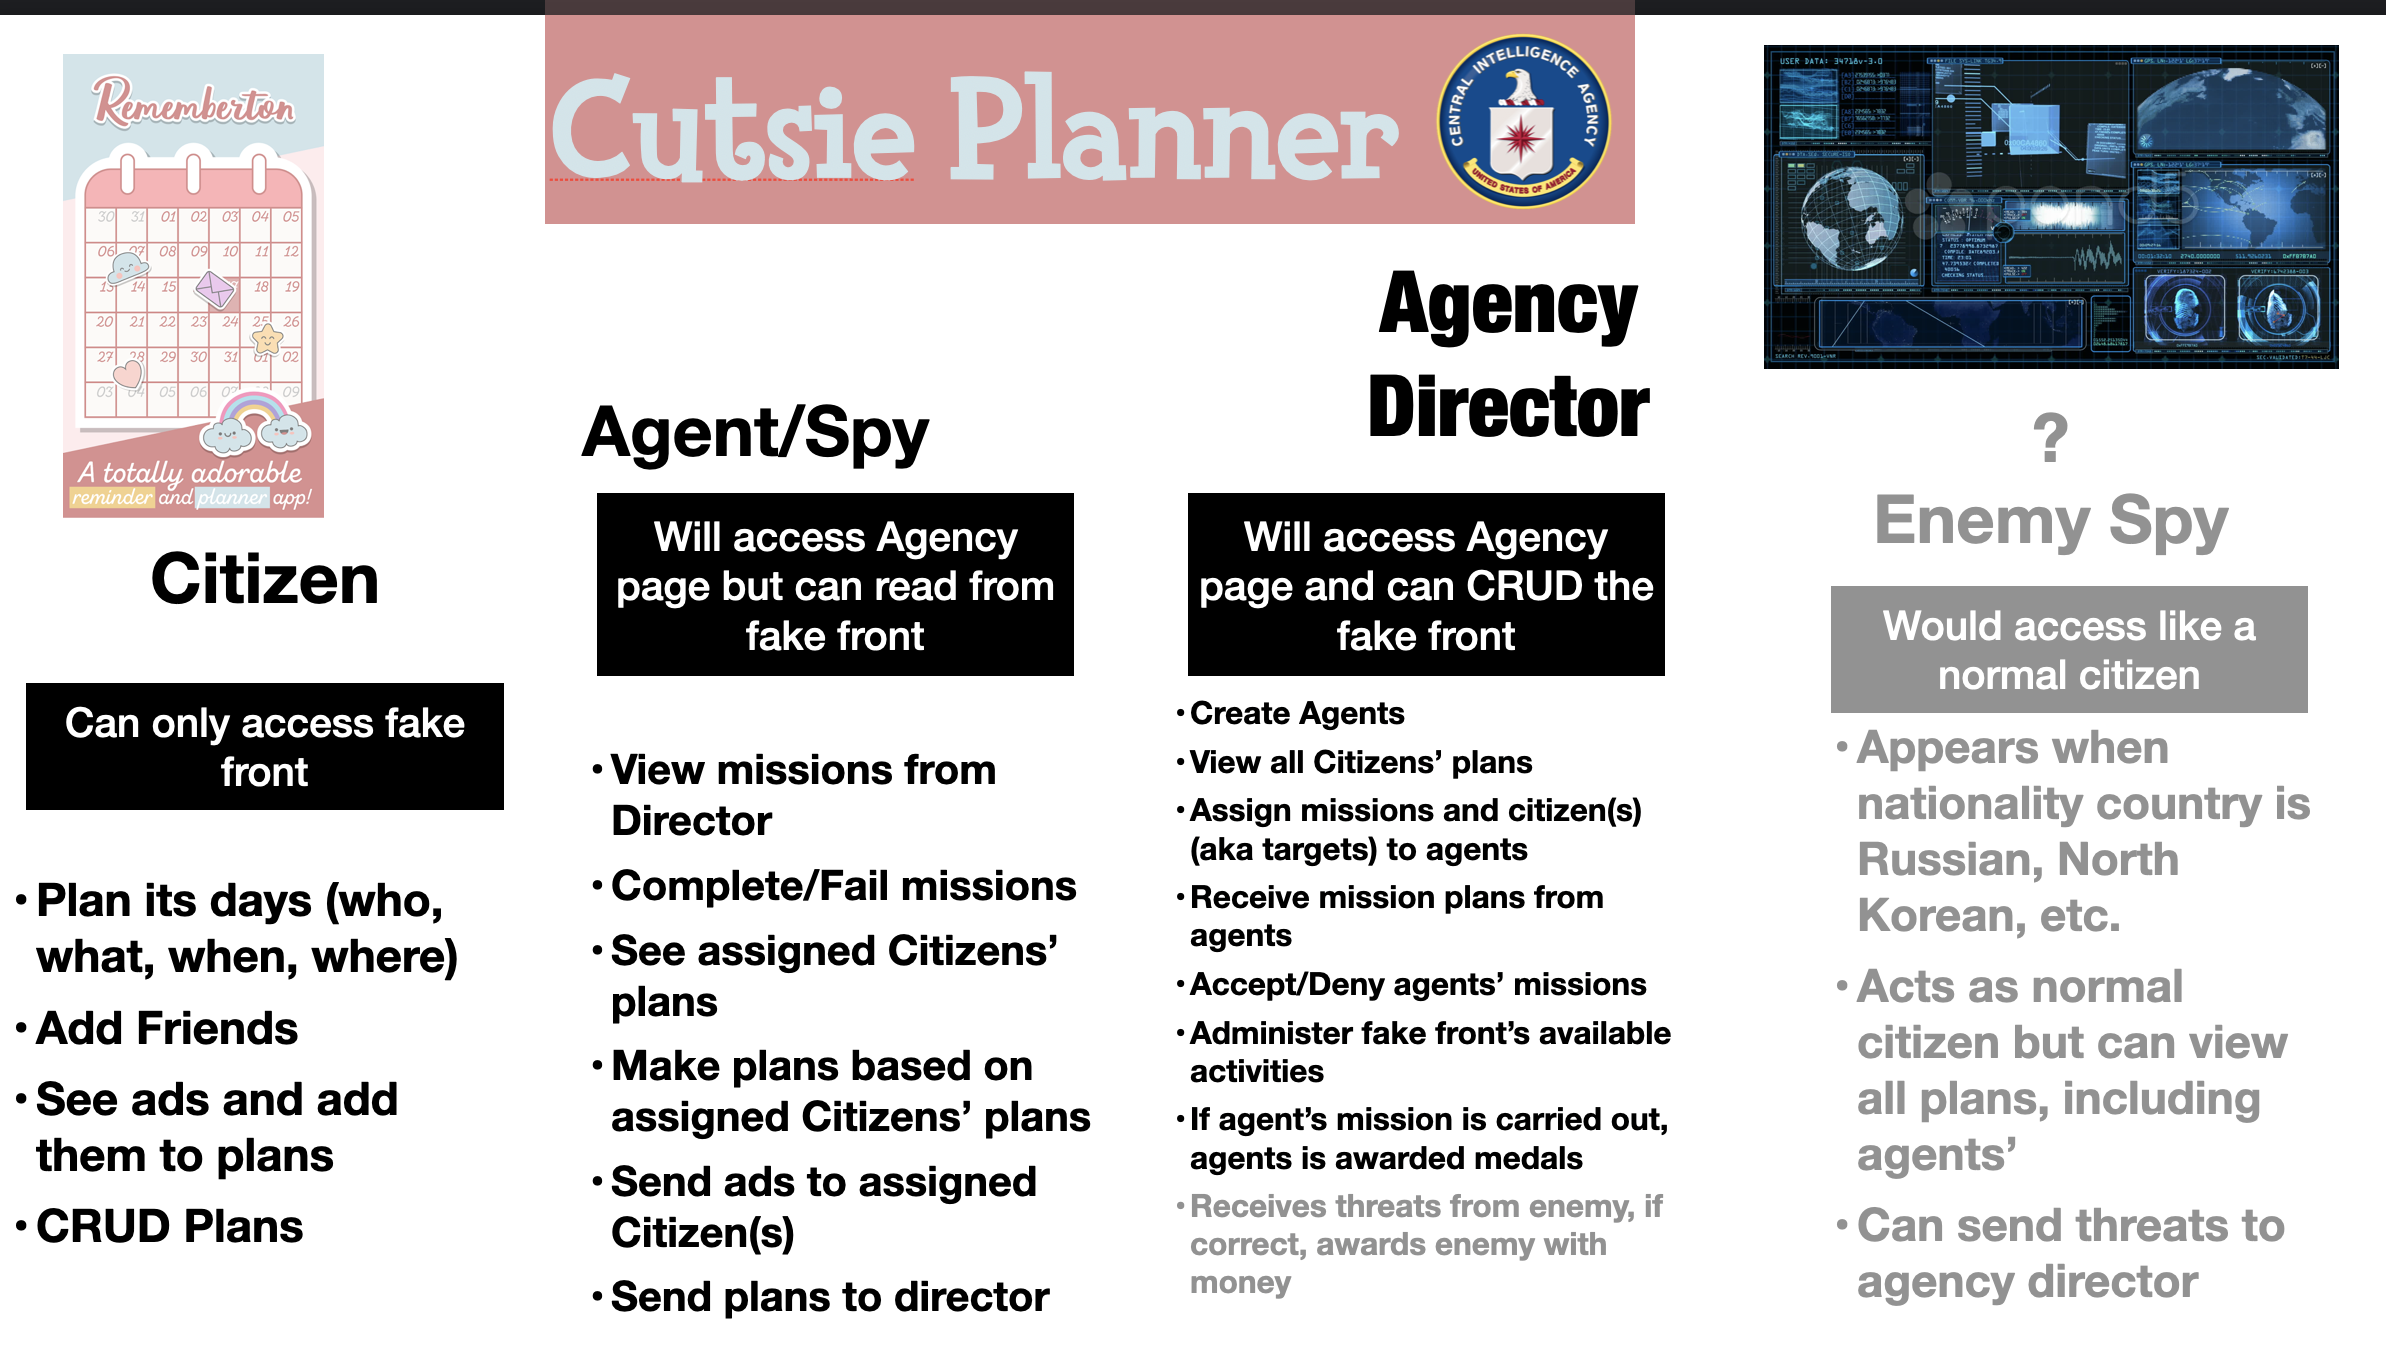 Rememberton
30 31 01 02 03 04 05
06 07 08 09 10 11 12
13 14 15 18 19
20 21 22 23 24 25 26
27 28 29 30 31 01 02
03 04 05 06 09
A totally adorable
reminder and planner app!
Citizen
Can only access fake
front
• Plan its days (who,
what, when, where)
• Add Friends
• See ads and add
them to plans
• CRUD Plans
Cutsie Planner
CENTRAL INTELLIGENCE AGENCY
UNITED STATES OF AMERICA
Agent/Spy
Will access Agency
page but can read from
fake front
• View missions from
Director
• Complete/Fail missions
• See assigned Citizens’
plans
• Make plans based on
assigned Citizens’ plans
• Send ads to assigned
Citizen(s)
• Send plans to director
Agency
Director
Will access Agency
page and can CRUD the
fake front
• Create Agents
• View all Citizens’ plans
• Assign missions and citizen(s)
(aka targets) to agents
• Receive mission plans from
agents
• Accept/Deny agents’ missions
• Administer fake front’s available
activities
• If agent’s mission is carried out,
agents is awarded medals
• Receives threats from enemy, if
correct, awards enemy with
money
USER DATA: 34718v-3.0
?
Enemy Spy
Would access like a
normal citizen
• Appears when
nationality country is
Russian, North
Korean, etc.
• Acts as normal
citizen but can view
all plans, including
agents’
• Can send threats to
agency director